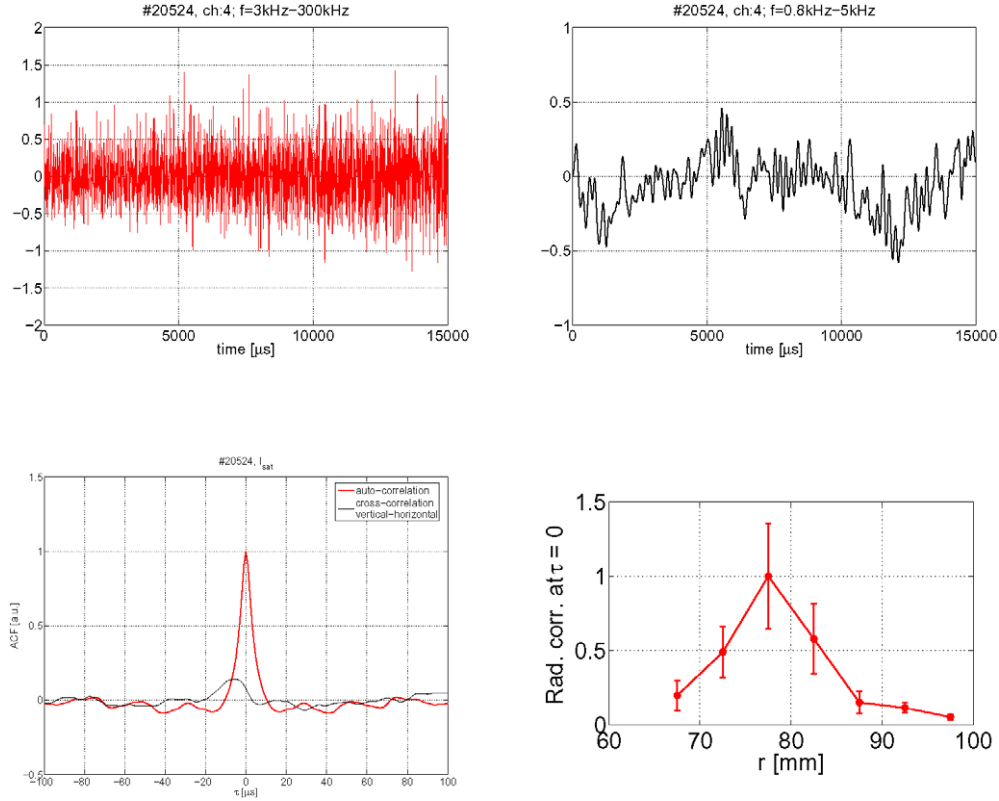 #20524, ch:4; f=3kHz−300kHz
2
1.5
1
0.5
0
−0.5
−1
−1.5
−2
0 5000 10000 15000
time [μs]
#20524, ch:4; f=0.8kHz−5kHz
1
0.5
0
−0.5
−1
0 5000 10000 15000
time [μs]
#20524, I_sat
1.5
1
0.5
0
−0.5
ACF [a.u.]
auto−correlation
cross−correlation
vertical−horizontal
−100 −80 −60 −40 −20 0 20 40 60 80 100
τ [μs]
1.5
1
0.5
0
Rad. corr. at τ = 0
60 70 80 90 100
r [mm]